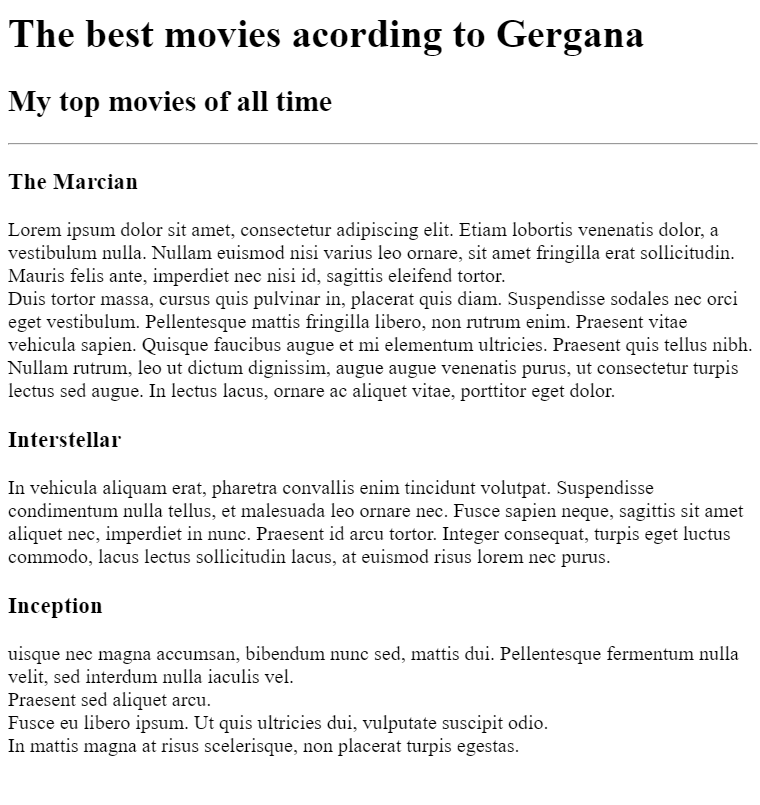 The best movies acording to Gergana
My top movies of all time
The Marcian
Lorem ipsum dolor sit amet, consectetur adipiscing elit. Etiam lobortis venenatis dolor, a
vestibulum nulla. Nullam euismod nisi varius leo ornare, sit amet fringilla erat sollicitudin.
Mauris felis ante, imperdiet nec nisi id, sagittis eleifend tortor.
Duis tortor massa, cursus quis pulvinar in, placerat quis diam. Suspendisse sodales nec orci
eget vestibulum. Pellentesque mattis fringilla libero, non rutrum enim. Praesent vitae
vehicula sapien. Quisque faucibus augue et mi elementum ultricies. Praesent quis tellus nibh.
Nullam rutrum, leo ut dictum dignissim, augue augue venenatis purus, ut consectetur turpis
lectus sed augue. In lectus lacus, ornare ac aliquet vitae, porttitor eget dolor.
Interstellar
In vehicula aliquam erat, pharetra convallis enim tincidunt volutpat. Suspendisse
condimentum nulla tellus, et malesuada leo ornare nec. Fusce sapien neque, sagittis sit amet
aliquet nec, imperdiet in nunc. Praesent id arcu tortor. Integer consequat, turpis eget luctus
commodo, lacus lectus sollicitudin lacus, at euismod risus lorem nec purus.
Inception
uisque nec magna accumsan, bibendum nunc sed, mattis dui. Pellentesque fermentum nulla
velit, sed interdum nulla iaculis vel.
Praesent sed aliquet arcu.
Fusce eu libero ipsum. Ut quis ultricies dui, vulputate suscipit odio.
In mattis magna at risus scelerisque, non placerat turpis egestas.